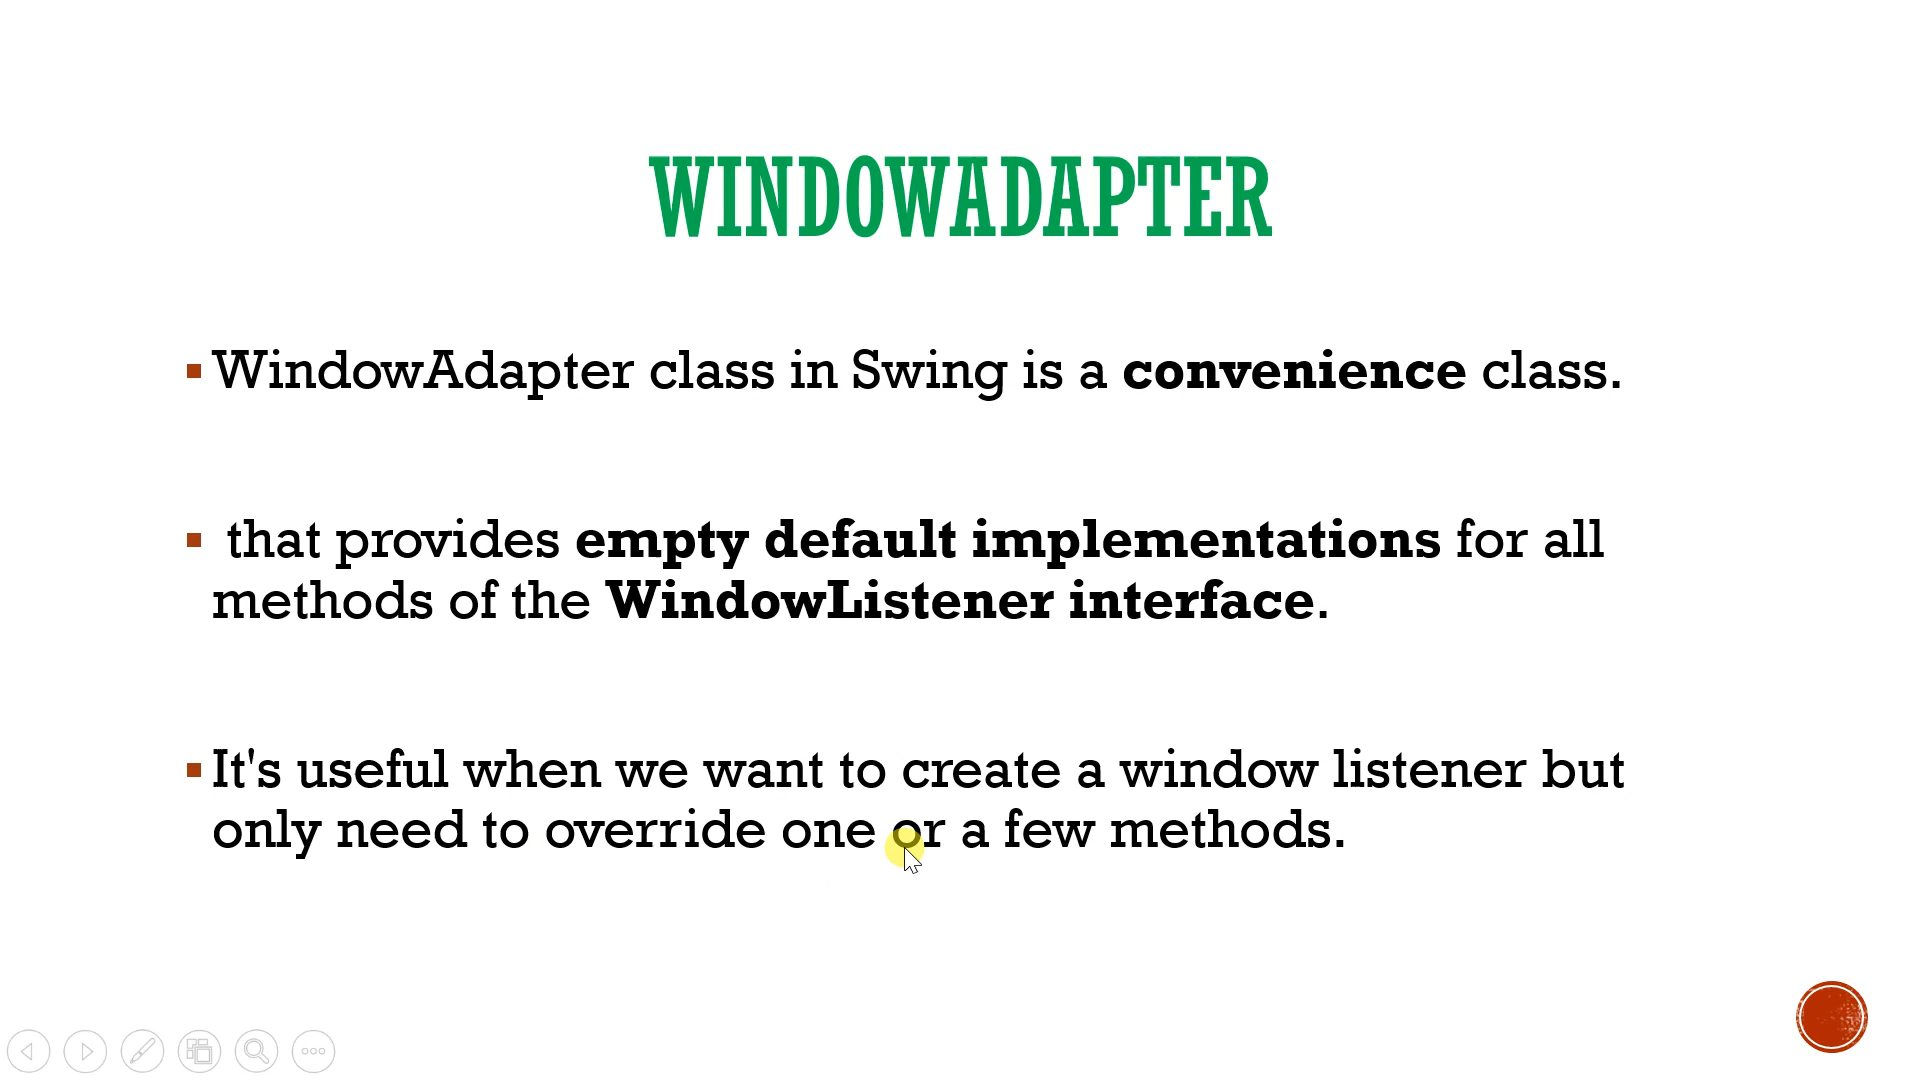 WINDOWADAPTER
WindowAdapter class in Swing is a convenience class.
that provides empty default implementations for all
methods of the WindowListener interface.
It's useful when we want to create a window listener but
only need to override one or a few methods.